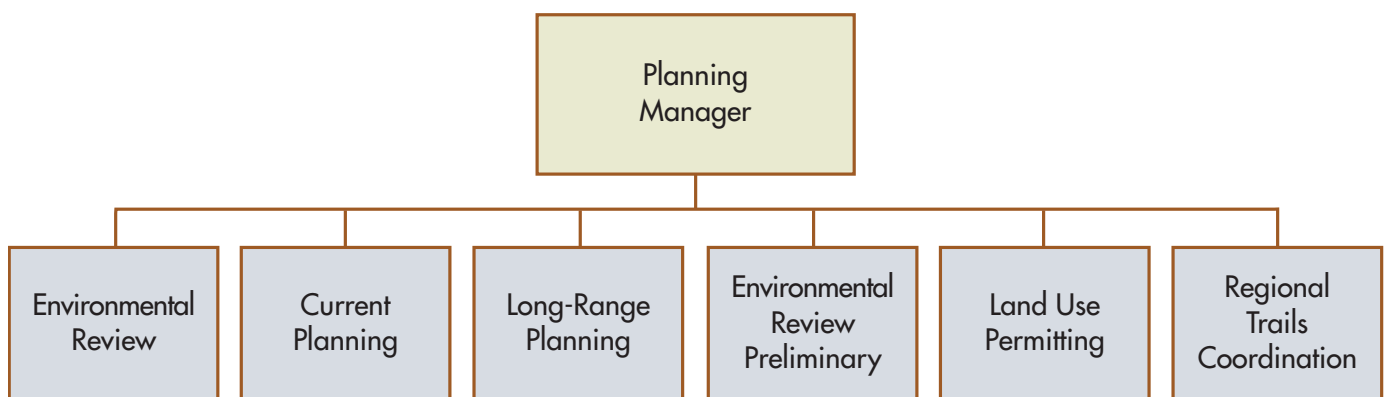 Planning
Manager
Environmental
Review
Current
Planning
Long-Range
Planning
Environmental
Review
Preliminary
Land Use
Permitting
Regional
Trails
Coordination